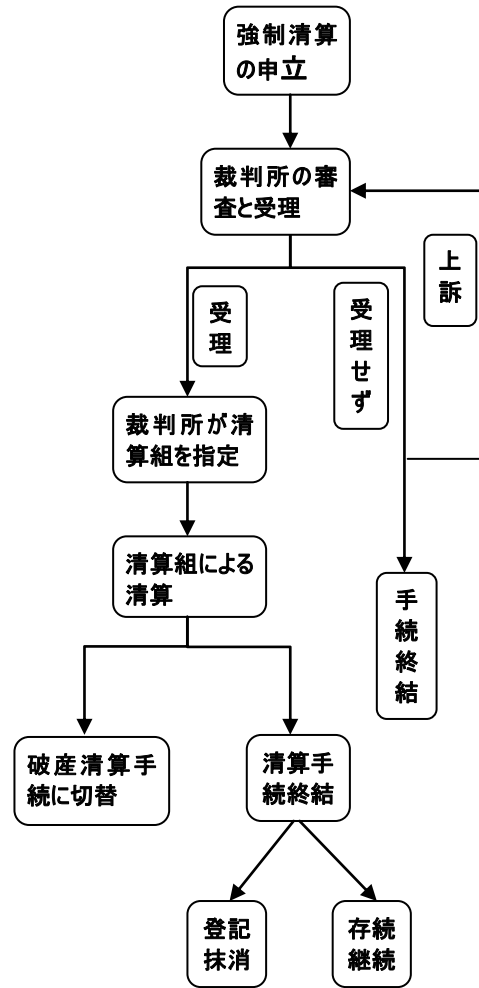 強制清算
の申立
裁判所の審
査と受理
上
訴
受
理
受
理
せ
ず
裁判所が清
算組を指定
清算組による
清算
手
続
終
結
破産清算手
続に切替
清算手
続終結
登記
抹消
存続
継続